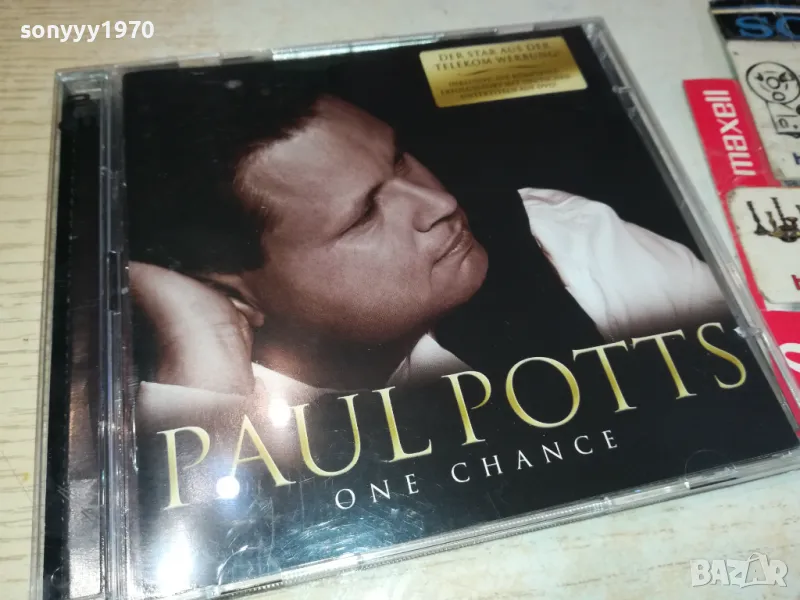 sonyyy1970
DER STAR AUS DER
TELEKOM WERBUNG!
PAUL POTTS
ONE CHANCE
maxell
BAZAR